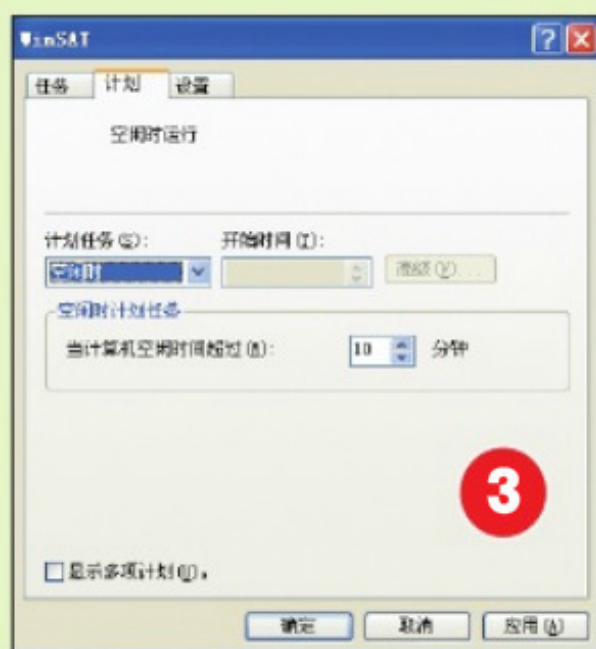 WinSAT
任务 计划 设置
空闲时运行
计划任务(S): 开始时间(T):
空闲时 高级(V)...
空闲时计划任务
当计算机空闲时间超过(N): 10 分钟
3
显示多项计划(U)。
确定 取消 应用(A)